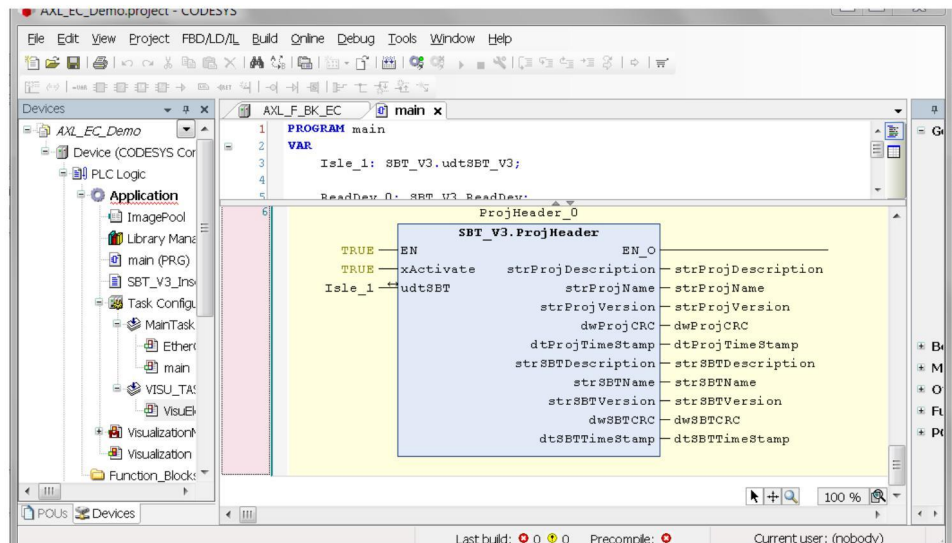 AXL_EC_Demo.project - CODESYS
File Edit View Project FBD/LD/IL Build Online Debug Tools Window Help
Devices
AXL_EC_Demo
Device (CODESYS Cor
PLC Logic
Application
ImagePool
Library Mana
main (PRG)
SBT_V3_Ins
Task Configu
MainTask
Ether
main
VISU_TAS
VisuEl
Visualization
Visualization
Function_Blocks
POUs Devices
AXL_F_BK_EC main x
1 PROGRAM main
2 VAR
3 Isle_1: SBT_V3.udtSBT_V3;
4
5 ReadDev_0: SBT_V3.ReadDev;
6 ProjHeader_0
SBT_V3.ProjHeader
TRUE EN EN_O
TRUE xActivate strProjDescription strProjDescription
Isle_1 udtSBT strProjName strProjName
strProjVersion strProjVersion
dwProjCRC dwProjCRC
dtProjTimeStamp dtProjTimeStamp
strSBTDescription strSBTDescription
strSBTName strSBTName
strSBTVersion strSBTVersion
dwSBTCRC dwSBTCRC
dtSBTTimeStamp dtSBTTimeStamp
100 %
Ge
Bo
M
O
Fu
PO
Last build: 0 0 Precompile: Current user: (nobody)